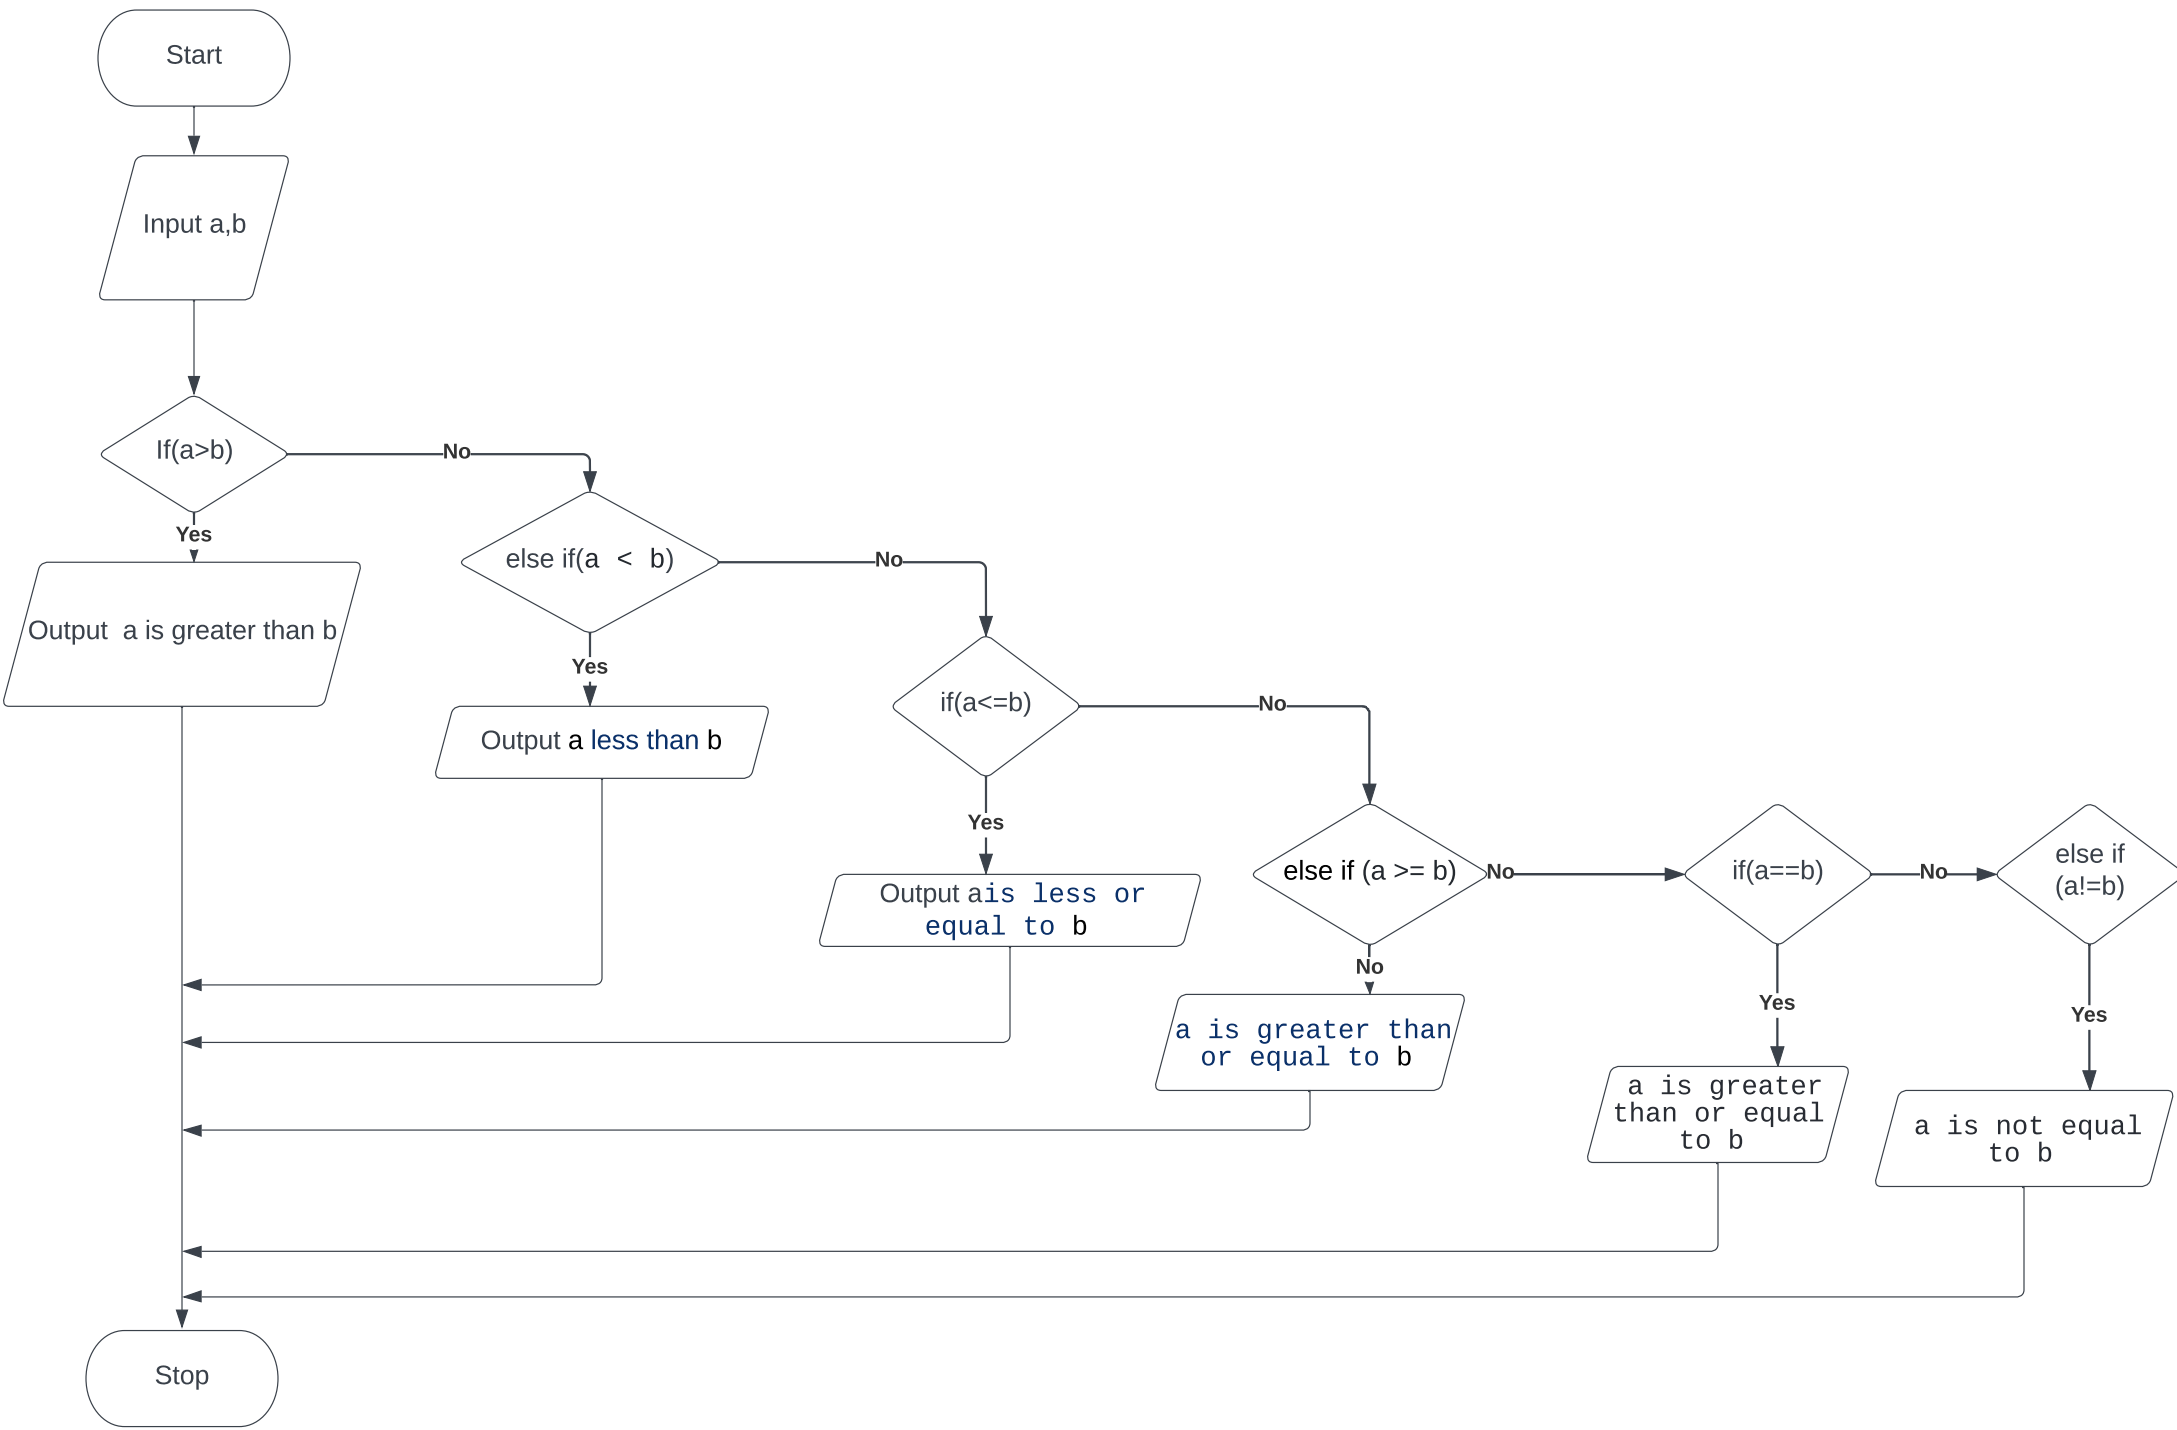 Start
Input a,b
If(a>b)
No
Yes
Output  a is greater than b
else if(a < b)
No
Yes
Output a less than b
if(a<=b)
No
Yes
Output ais less or
equal to b
else if (a >= b)
No
No
a is greater than
or equal to b
if(a==b)
No
Yes
a is greater
than or equal
to b
else if
(a!=b)
Yes
a is not equal
to b
Stop